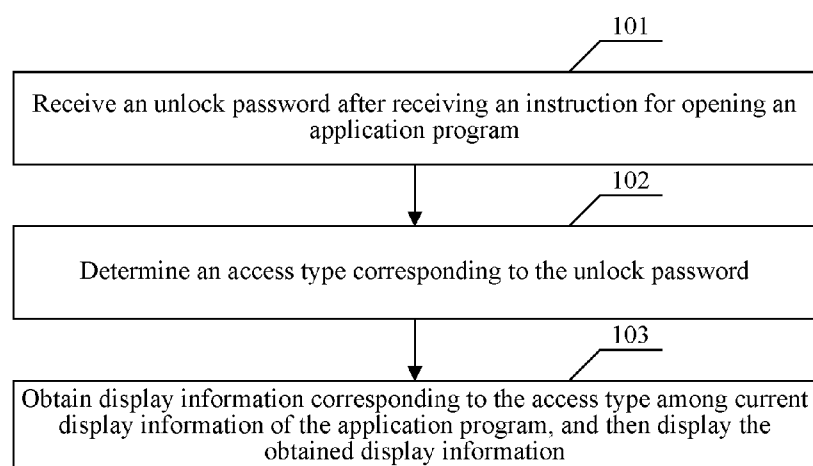 101
Receive an unlock password after receiving an instruction for opening an
application program
102
Determine an access type corresponding to the unlock password
103
Obtain display information corresponding to the access type among current
display information of the application program, and then display the
obtained display information